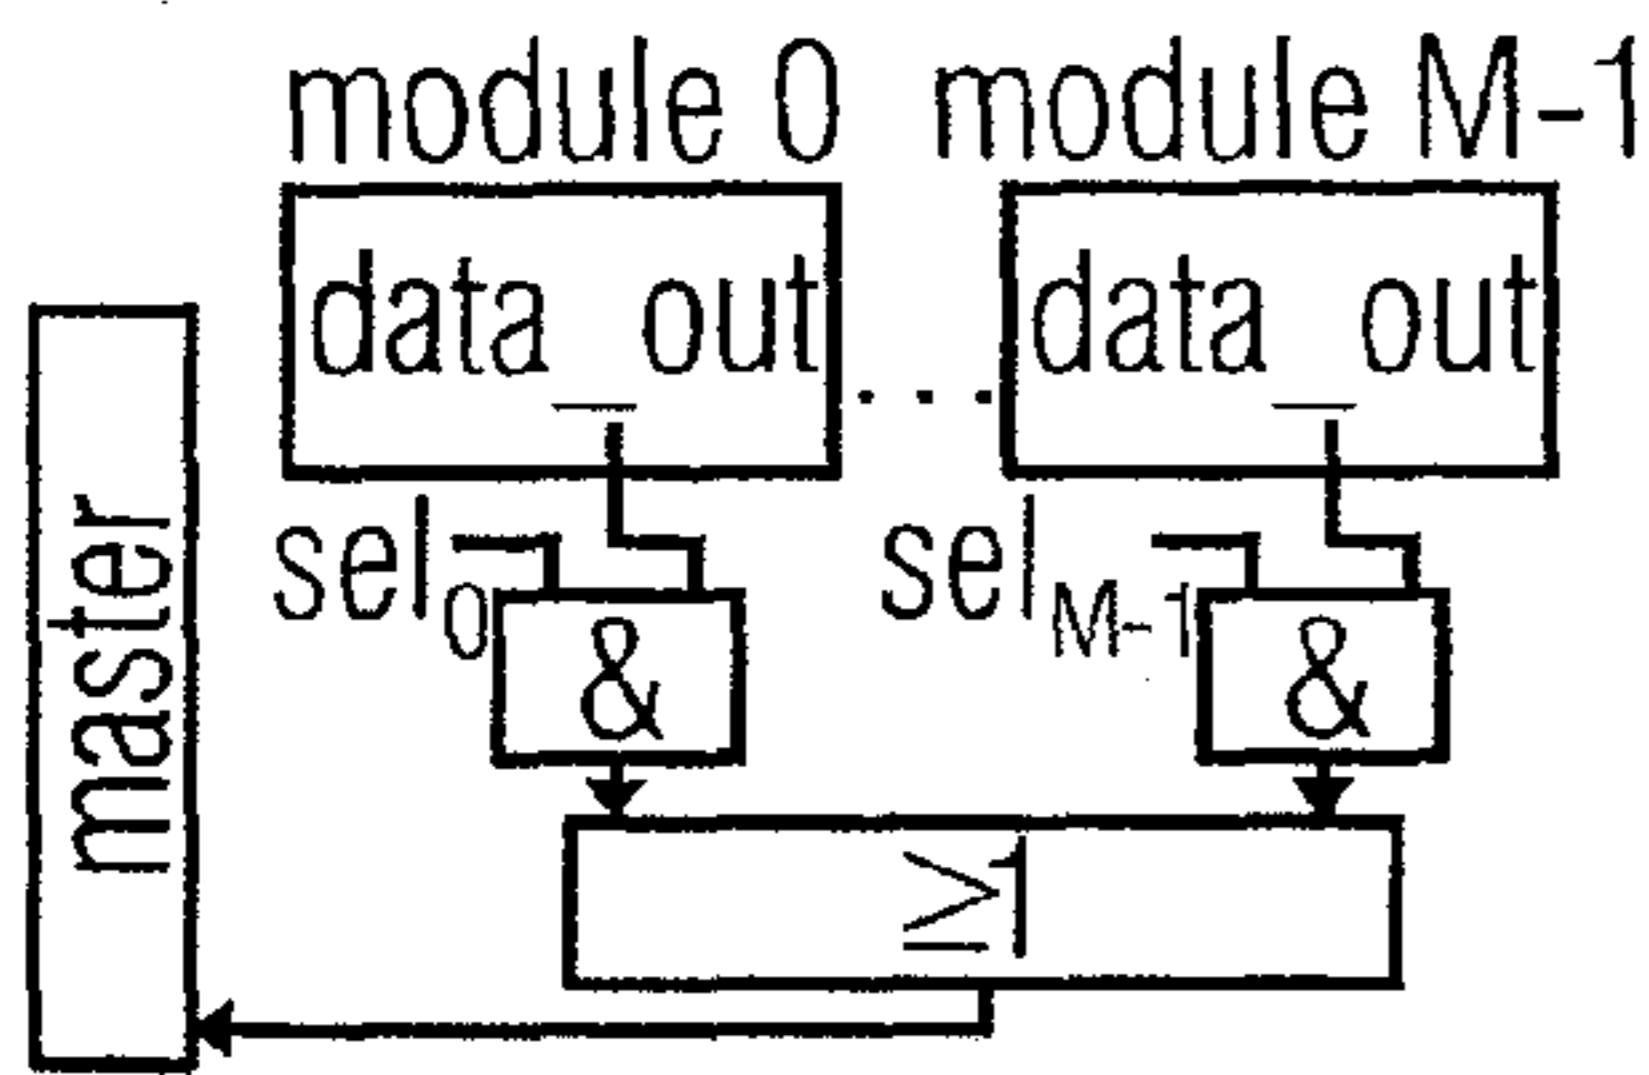 module 0 module M-1
data_out ... data_out
master
sel0 selM-1
& &
≥1